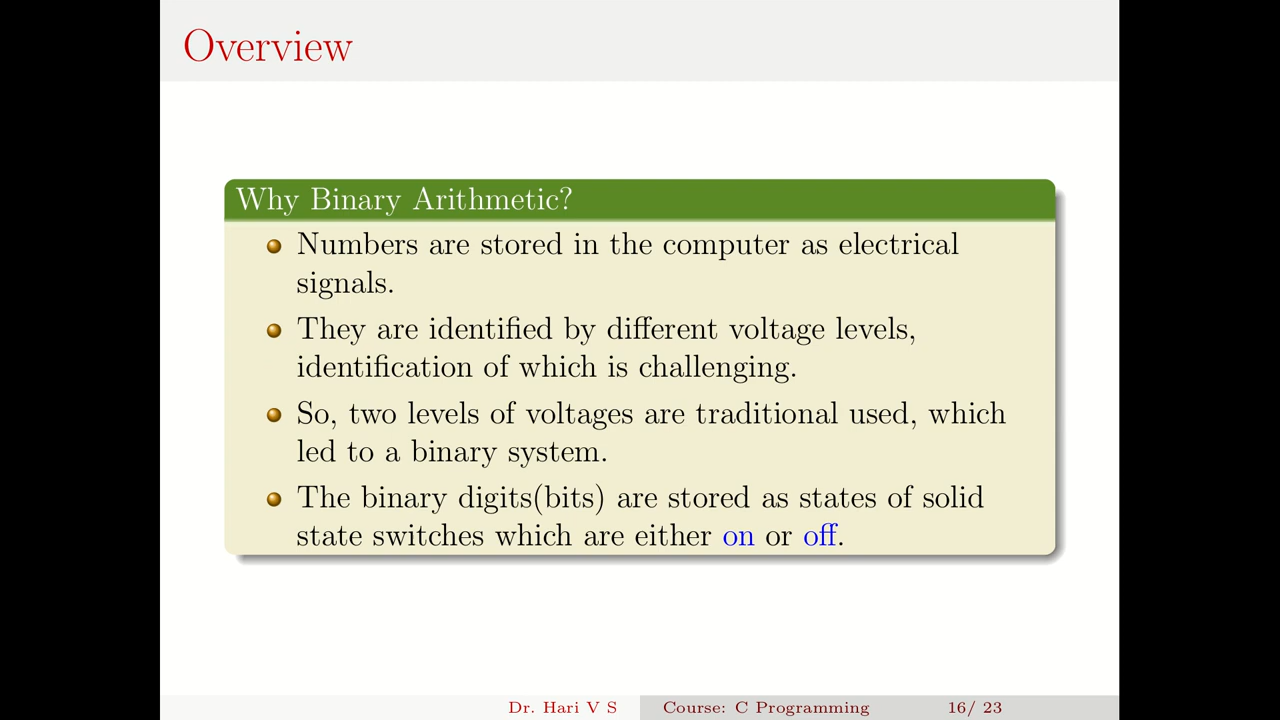 Overview
Why Binary Arithmetic?
Numbers are stored in the computer as electrical
signals.
They are identified by different voltage levels,
identification of which is challenging.
So, two levels of voltages are traditional used, which
led to a binary system.
The binary digits(bits) are stored as states of solid
state switches which are either on or off.
Dr. Hari V S
Course: C Programming
16/ 23